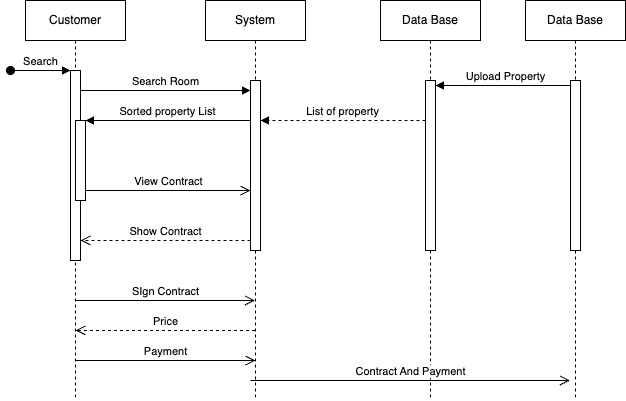 Customer
System
Data Base
Data Base
Search
Search Room
Upload Property
Sorted property List
List of property
View Contract
Show Contract
SIgn Contract
Price
Payment
Contract And Payment